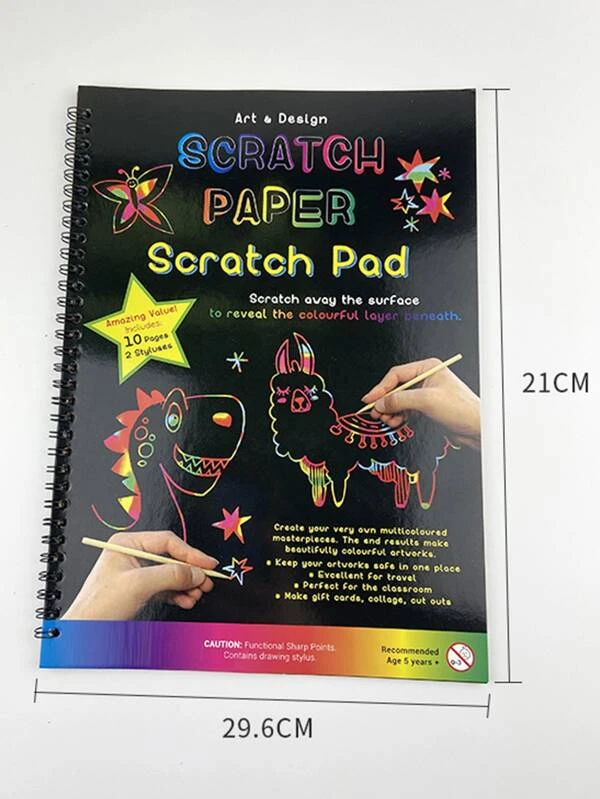 Art & Design
SCRATCH
PAPER
Scratch Pad
Scratch away the surface
to reveal the colourful layer beneath.
Amazing Value!
Includes:
10 Pages
2 Styluses
21CM
Create your very own multicoloured
masterpieces. The end results make
beautifully colourful artworks.
• Keep your artworks safe in one place
• Excellent for travel
• Perfect for the classroom
• Make gift cards, collage, cut outs
CAUTION: Functional Sharp Points.
Contains drawing stylus.
Recommended
Age 5 years +
0-3
29.6CM